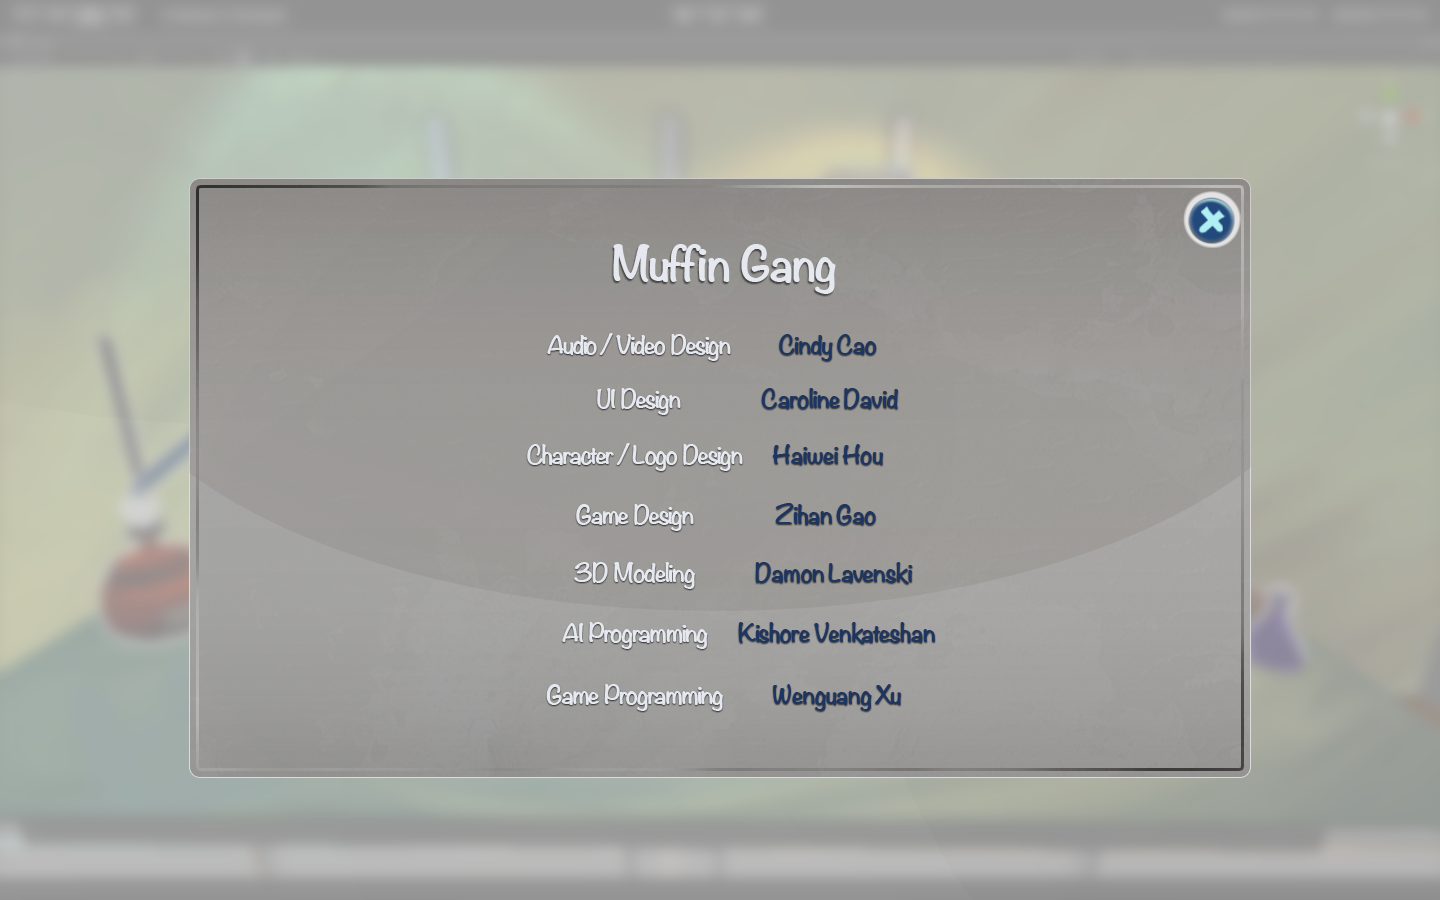 Muffin Gang
Audio / Video Design Cindy Cao
UI Design Caroline David
Character / Logo Design Haiwei Hou
Game Design Zihan Gao
3D Modeling Damon Lavenski
AI Programming Kishore Venkateshan
Game Programming Wenguang Xu